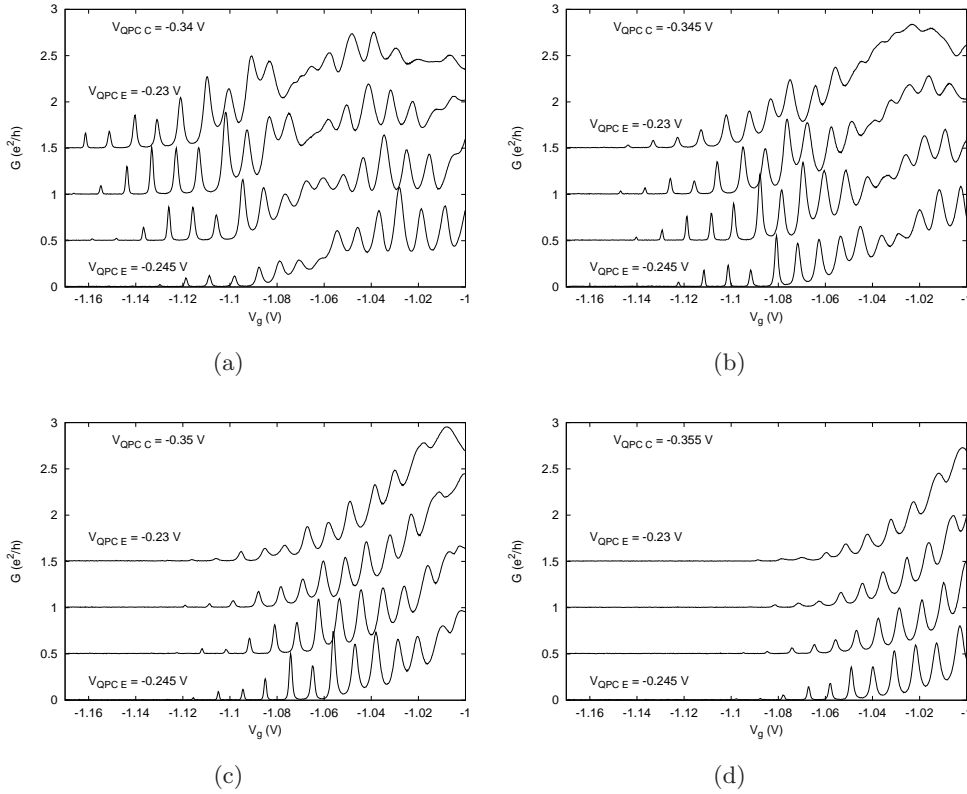 V_QPC C = -0.34 V
V_QPC E = -0.23 V
V_QPC E = -0.245 V
G (e²/h)
3
2.5
2
1.5
1
0.5
0
-1.16 -1.14 -1.12 -1.1 -1.08 -1.06 -1.04 -1.02 -1
V_g (V)
(a)
V_QPC C = -0.345 V
V_QPC E = -0.23 V
V_QPC E = -0.245 V
G (e²/h)
3
2.5
2
1.5
1
0.5
0
-1.16 -1.14 -1.12 -1.1 -1.08 -1.06 -1.04 -1.02 -1
V_g (V)
(b)
V_QPC C = -0.35 V
V_QPC E = -0.23 V
V_QPC E = -0.245 V
G (e²/h)
3
2.5
2
1.5
1
0.5
0
-1.16 -1.14 -1.12 -1.1 -1.08 -1.06 -1.04 -1.02 -1
V_g (V)
(c)
V_QPC C = -0.355 V
V_QPC E = -0.23 V
V_QPC E = -0.245 V
G (e²/h)
3
2.5
2
1.5
1
0.5
0
-1.16 -1.14 -1.12 -1.1 -1.08 -1.06 -1.04 -1.02 -1
V_g (V)
(d)